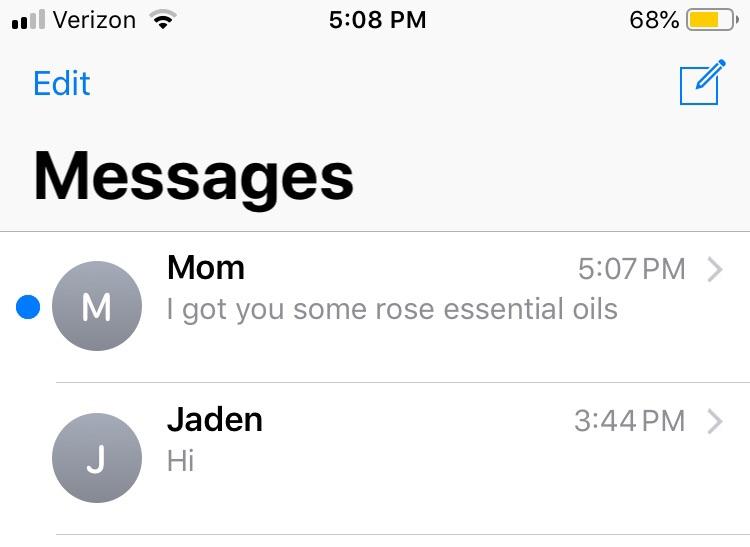 Verizon 5:08 PM 68%
Edit
Messages
M Mom 5:07 PM
I got you some rose essential oils
J Jaden 3:44 PM
Hi